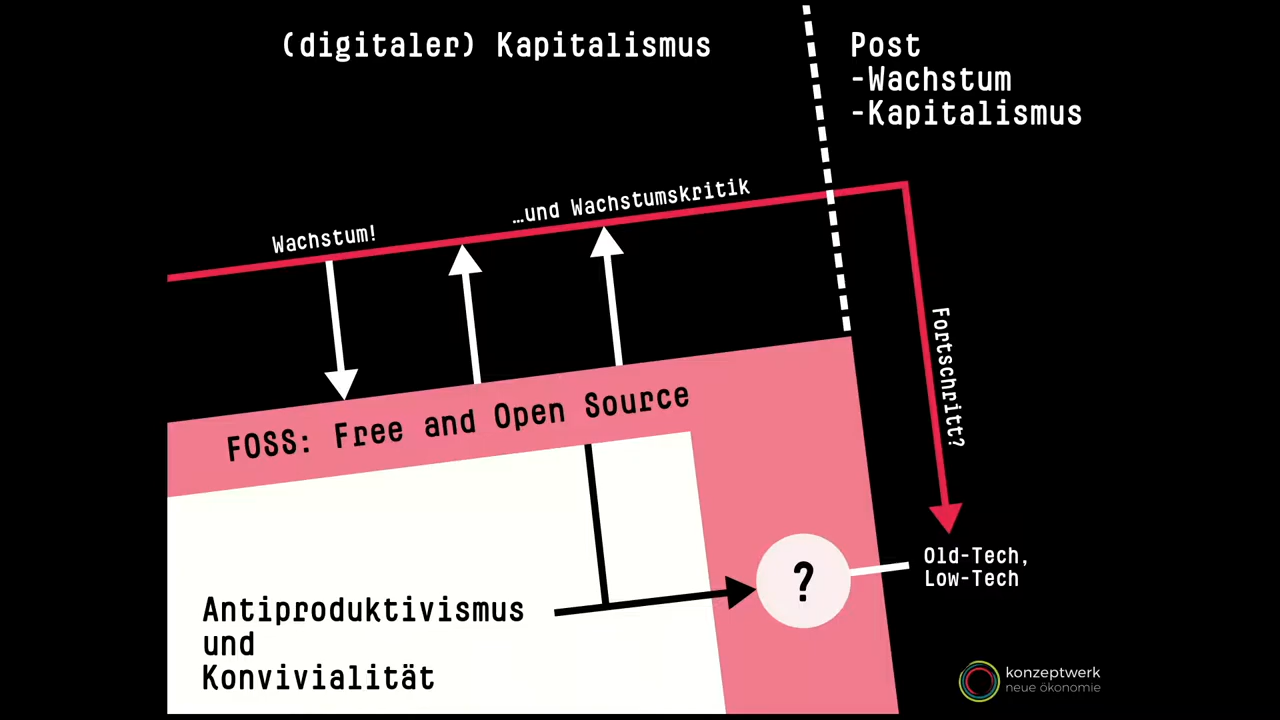 (digitaler) Kapitalismus
Post
-Wachstum
-Kapitalismus
Wachstum!
…und Wachstumskritik
Fortschritt?
FOSS: Free and Open Source
?
Old-Tech,
Low-Tech
Antiproduktivismus
und
Konvivialität
konzeptwerk
neue ökonomie